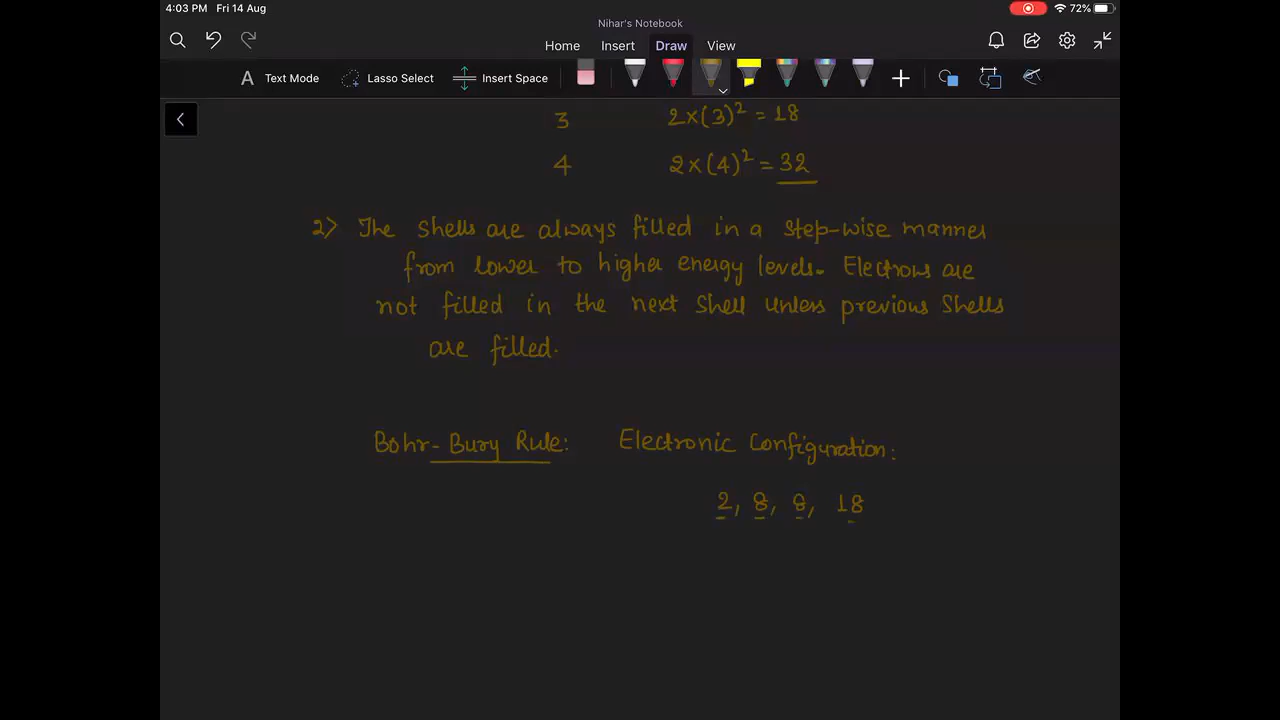 4:03 PM Fri 14 Aug
72%
Nihar's Notebook
Home Insert Draw View
Text Mode Lasso Select Insert Space
3 2×(3)² = 18
4 2×(4)² = 32
2> The shells are always filled in a step-wise manner
from lower to higher energy levels. Electrons are
not filled in the next shell unless previous shells
are filled.
Bohr-Bury Rule: Electronic Configuration:
2, 8, 8, 18